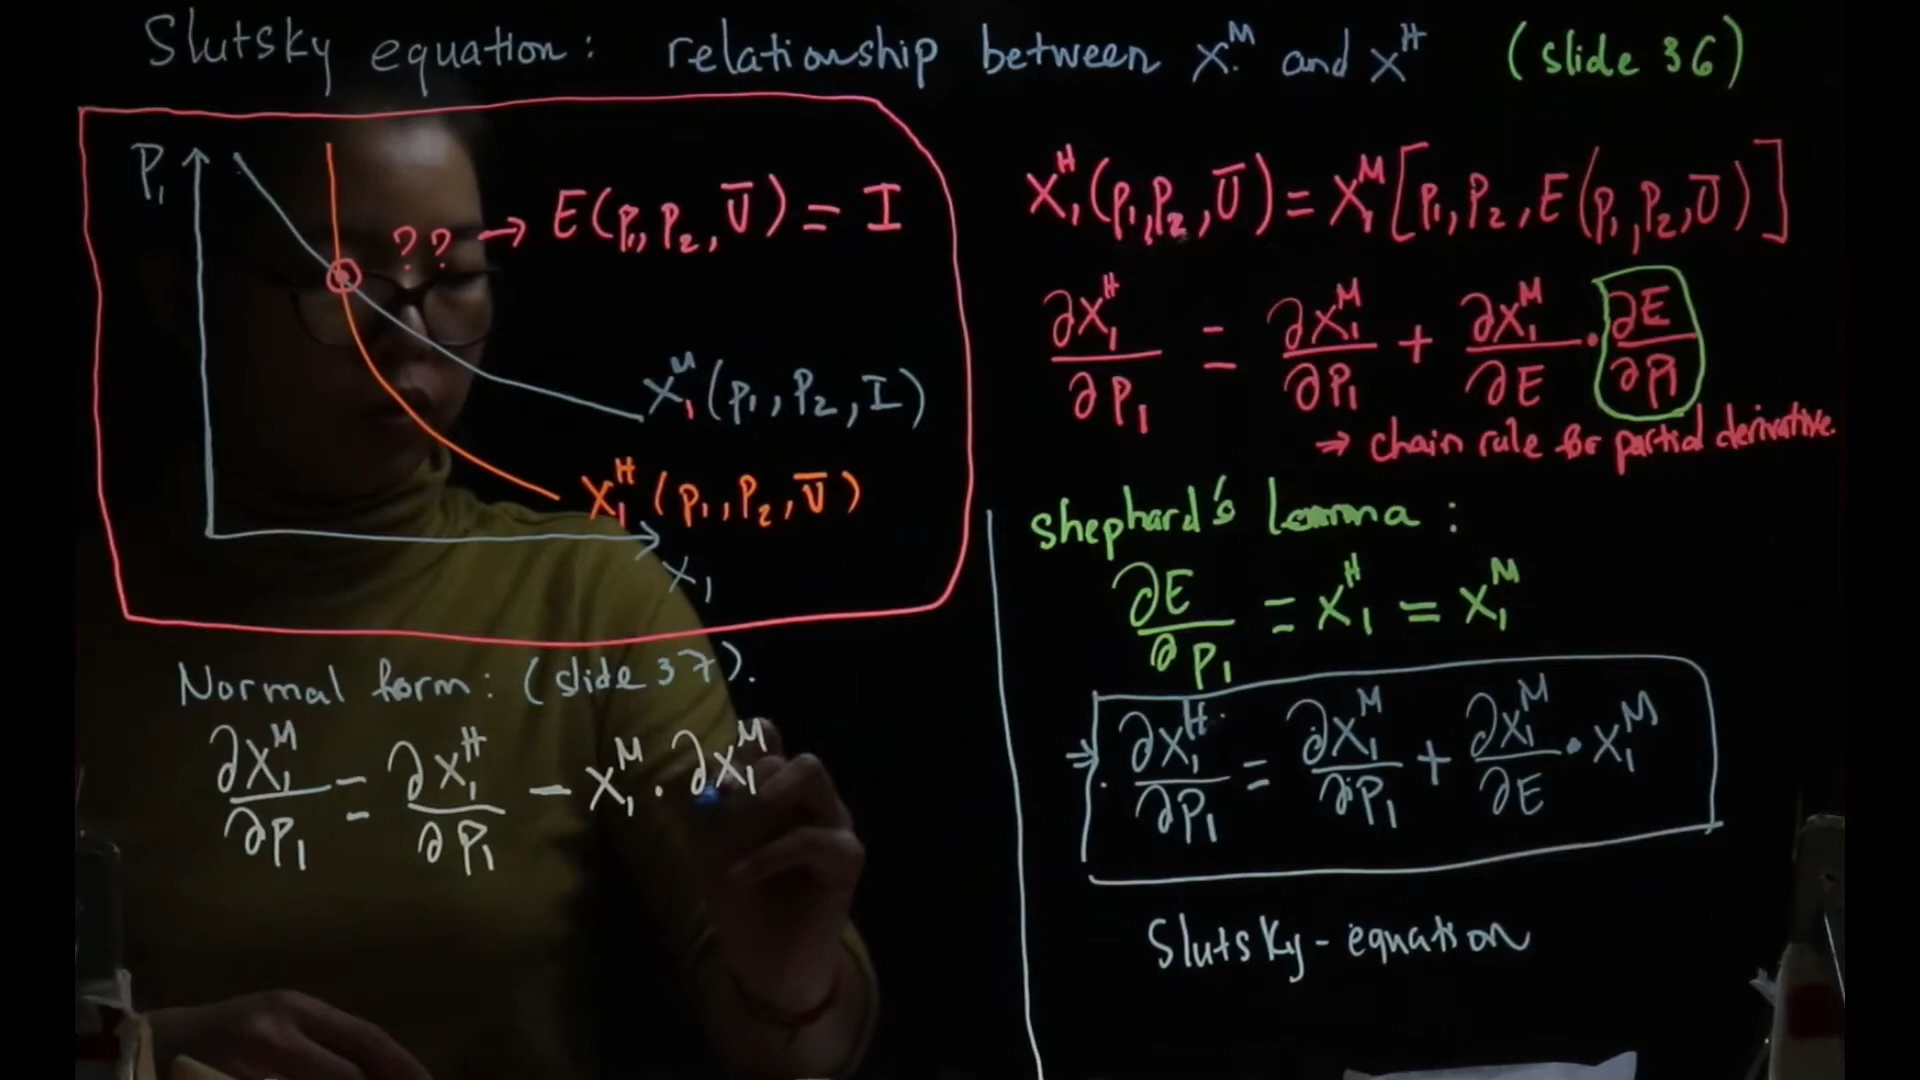 Slutsky equation: relationship between X^M and X^H (slide 36)
P₁
?? → E(P₁, P₂, Ū) = I
X₁^M (P₁, P₂, I)
X₁^H (P₁, P₂, Ū)
X₁
Normal form: (slide 37).
∂X₁^M/∂P₁ = ∂X₁^H/∂P₁ − X₁^M · ∂X₁^M
X₁^H (P₁, P₂, Ū) = X₁^M [P₁, P₂, E(P₁, P₂, Ū)]
∂X₁^H/∂P₁ = ∂X₁^M/∂P₁ + ∂X₁^M/∂E · ∂E/∂P₁
⇒ chain rule for partial derivative.
Shephard's lemma:
∂E/∂P₁ = X₁^H = X₁^M
⇒ ∂X₁^H/∂P₁ = ∂X₁^M/∂P₁ + ∂X₁^M/∂E · X₁^M
Slutsky-equation